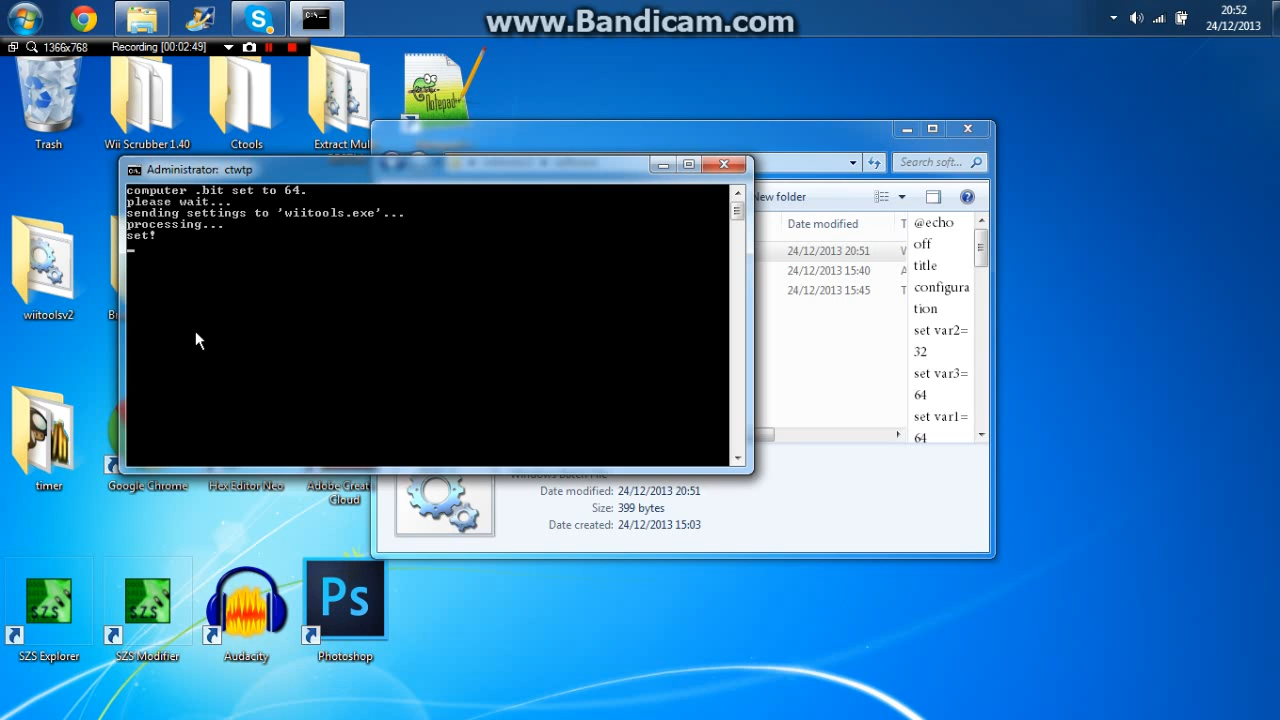 www.Bandicam.com
20:52
24/12/2013
1366x768
Recording [00:02:49]
Trash
Wii Scrubber 1.40
Ctools
Extract Mul
Notepad++
Administrator: ctwtp
Search soft...
computer .bit set to 64.
please wait...
sending settings to 'wiitools.exe'...
processing...
set!
New folder
Date modified
T
24/12/2013 20:51
24/12/2013 15:40
A
24/12/2013 15:45
T
@echo
off
title
configura
tion
set var2=
32
set var3=
64
set var1=
64
wiitoolsv2
timer
Google Chrome
Hex Editor Neo
Adobe Creat
Cloud
Windows Batch File
Date modified: 24/12/2013 20:51
Size: 399 bytes
Date created: 24/12/2013 15:03
SZS
SZS Explorer
SZS
SZS Modifier
Audacity
Ps
Photoshop